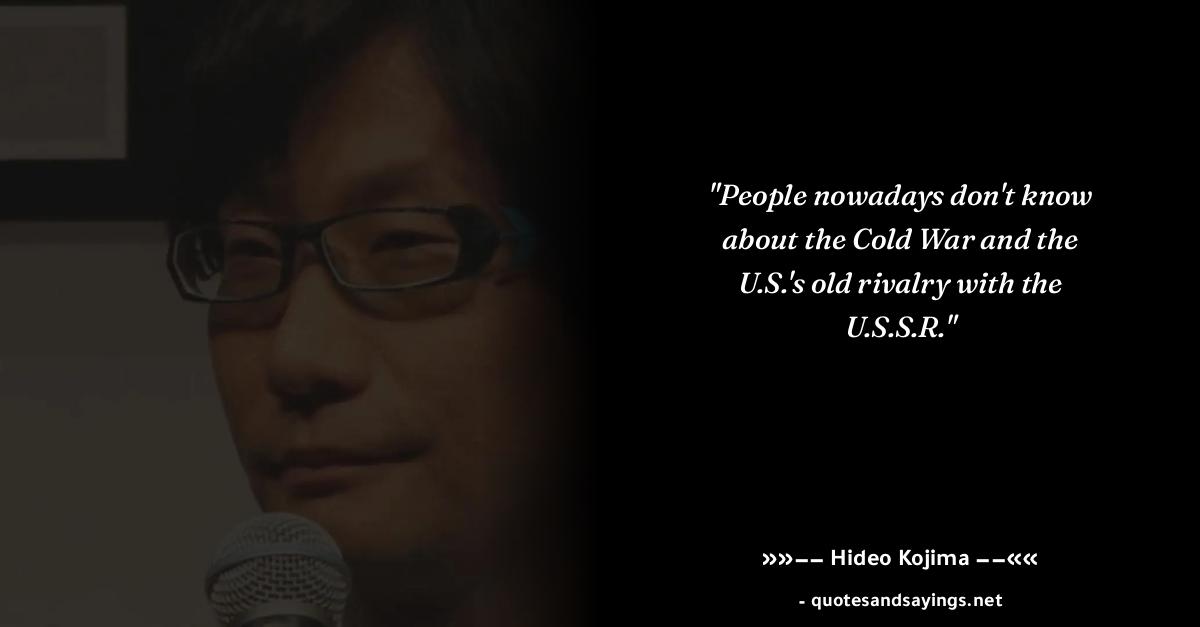 "People nowadays don't know
about the Cold War and the
U.S.'s old rivalry with the
U.S.S.R."
»»–– Hideo Kojima ––««
- quotesandsayings.net